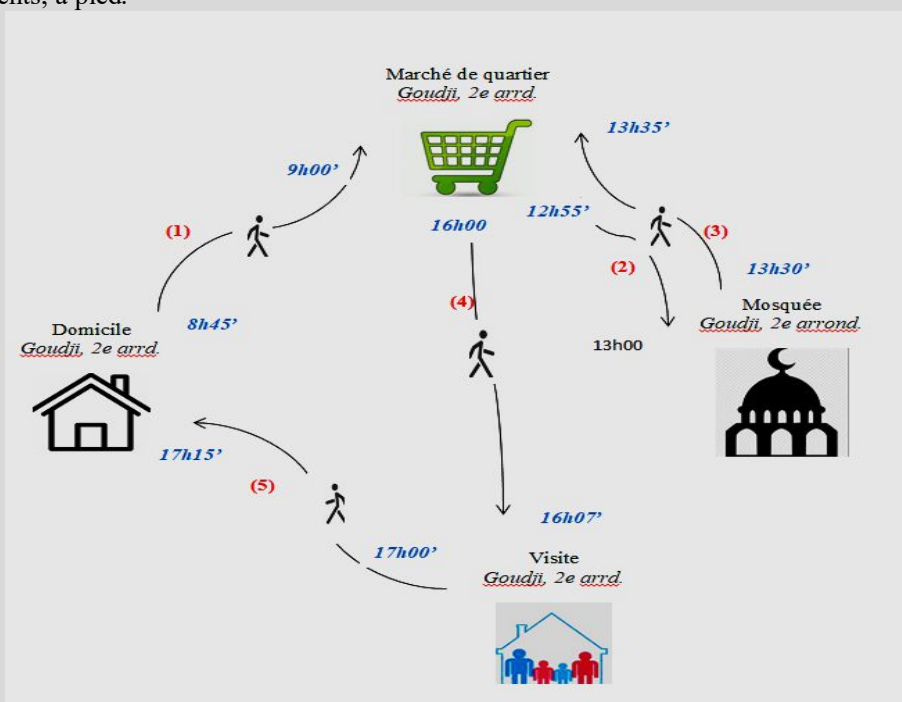 à pied.
Marché de quartier
Goudji, 2e arrd.
13h35’
9h00’
12h55’
16h00
(1)
(3)
(2)
13h30’
(4)
Mosquée
Goudji, 2e arrond.
8h45’
Domicile
Goudji, 2e arrd.
13h00
17h15’
(5)
16h07’
17h00’
Visite
Goudji, 2e arrd.